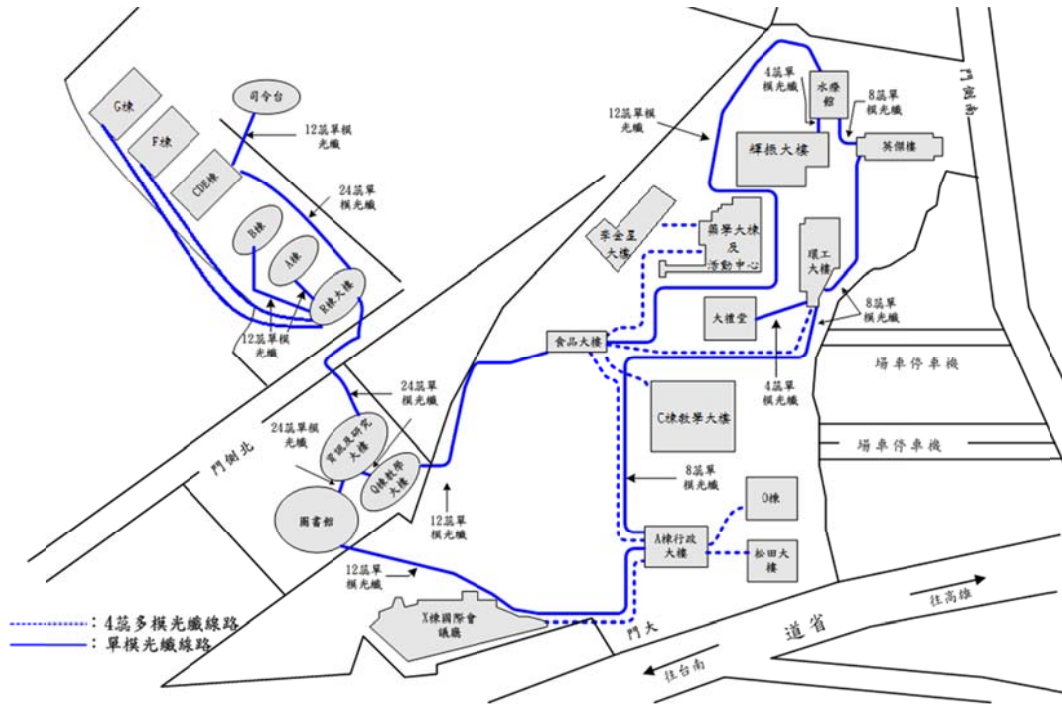 G棟
F棟
CDE棟
司令台
12蕊單模
光纖
24蕊單
模光纖
B棟
A棟
R棟大樓
12蕊單模
光纖
24蕊單
模光纖
24蕊單模
光纖
資訊及研究
大樓
Q棟教學
大樓
圖書館
北側門
12蕊單
模光纖
12蕊單
模光纖
X棟國際會
議廳
4蕊單
模光纖
水療
館
8蕊單
模光纖
12蕊單
模光纖
輝振大樓
英傑樓
南側門
李金星
大樓
藥學大棟
及
活動中心
環工
大樓
大禮堂
8蕊單
模光纖
食品大樓
4蕊單
模光纖
C棟教學大樓
機車停車場
機車停車場
8蕊單
模光纖
O棟
A棟行政
大樓
松田大
樓
大門
省道
往高雄
往台南
：4蕊多模光纖線路
：單模光纖線路